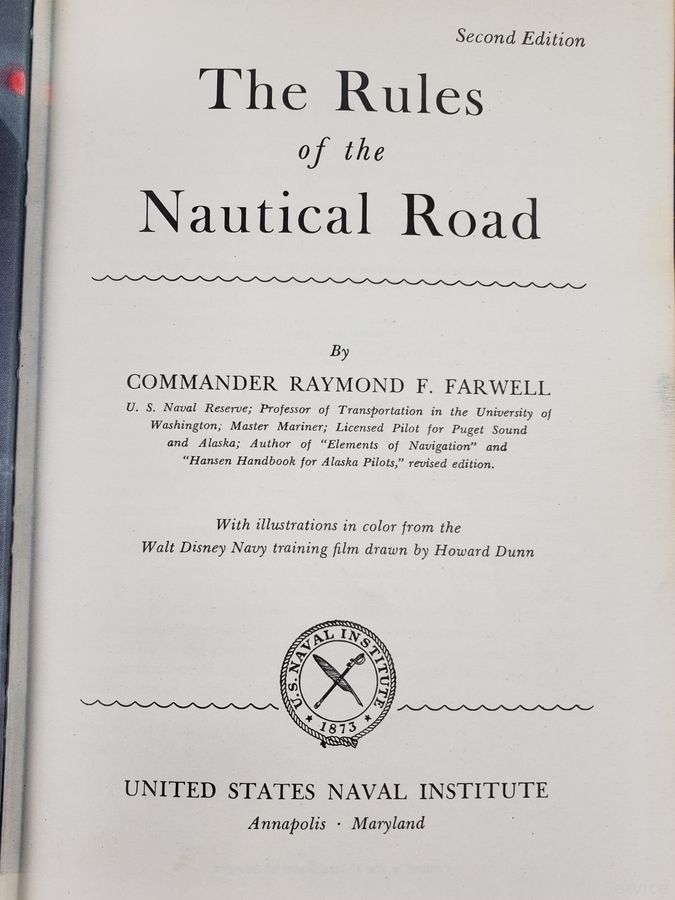 Second Edition
The Rules
of the
Nautical Road
By
COMMANDER RAYMOND F. FARWELL
U. S. Naval Reserve; Professor of Transportation in the University of
Washington; Master Mariner; Licensed Pilot for Puget Sound
and Alaska; Author of "Elements of Navigation" and
"Hansen Handbook for Alaska Pilots," revised edition.
With illustrations in color from the
Walt Disney Navy training film drawn by Howard Dunn
U.S. NAVAL INSTITUTE
1873
UNITED STATES NAVAL INSTITUTE
Annapolis · Maryland